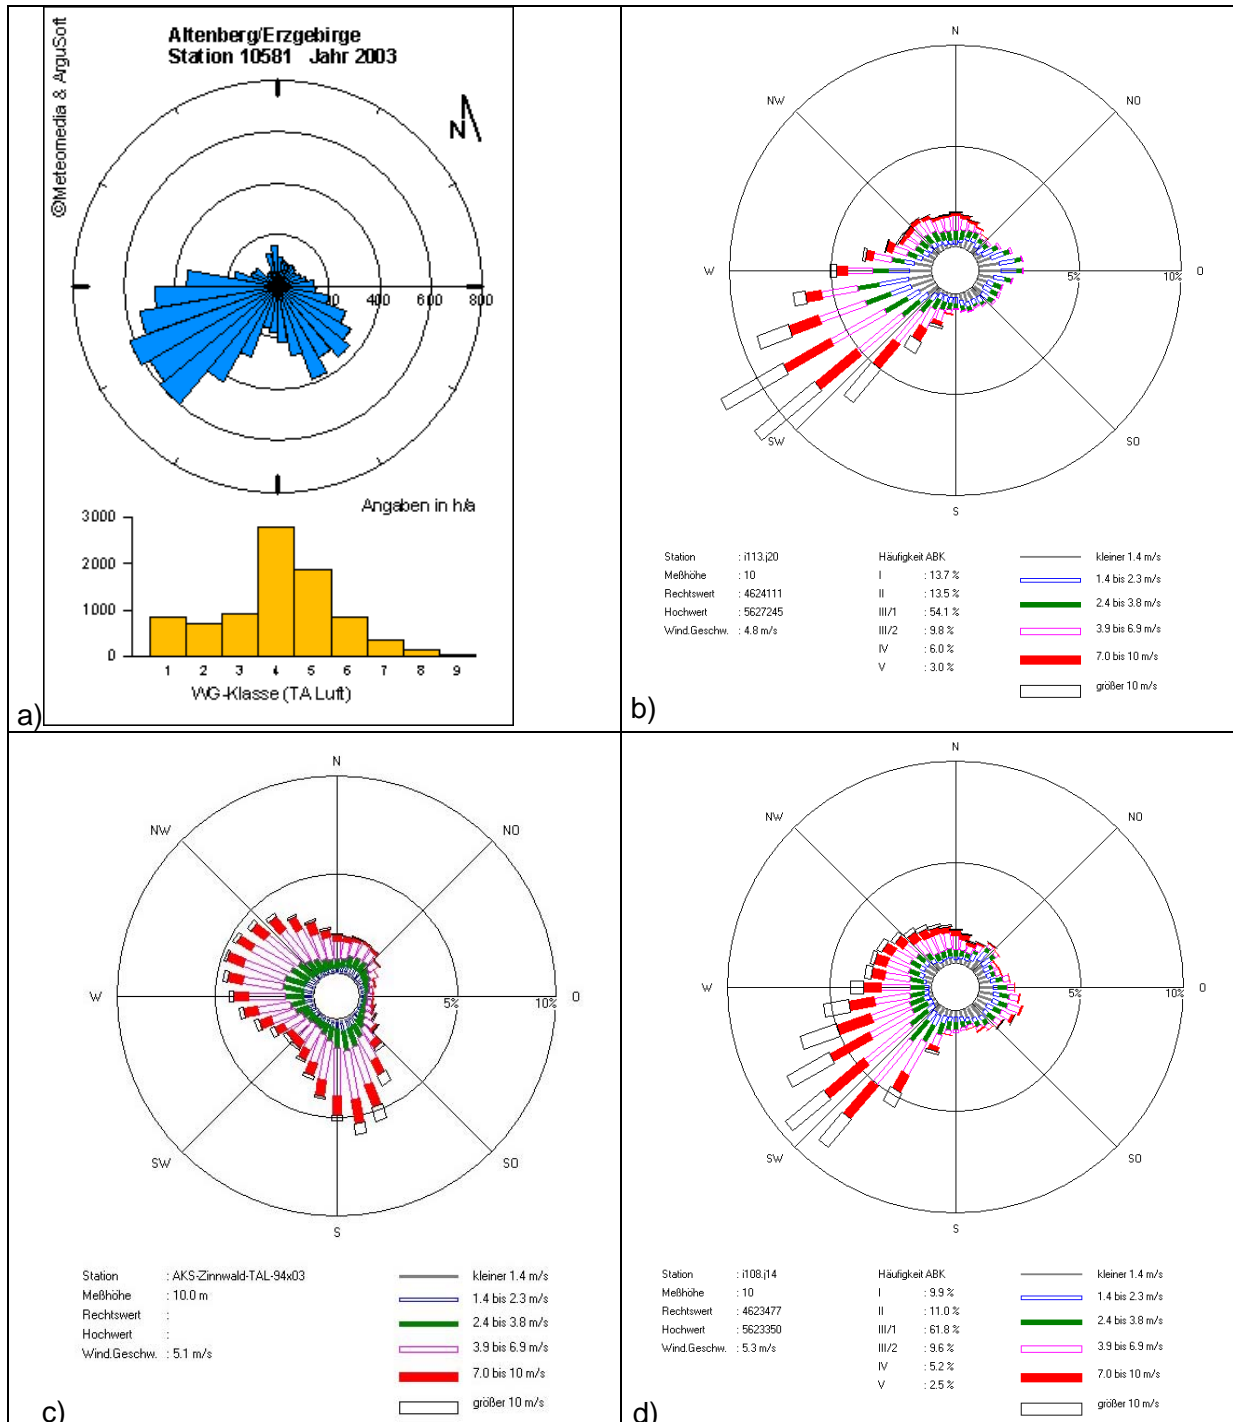 Altenberg/Erzgebirge
Station 10581 Jahr 2003
©Meteomedia & ArguSoft
N
200 400 600 800
Angaben in h/a
3000
2000
1000
0
1 2 3 4 5 6 7 8 9
WG-Klasse (TA Luft)
a)
N
NW NO
W 5% 10% O
SW SO
S
Station : i113.j20
Meßhöhe : 10
Rechtswert : 4624111
Hochwert : 5627245
Wind.Geschw. : 4.8 m/s
Häufigkeit ABK
I : 13.7 %
II : 13.5 %
III/1 : 54.1 %
III/2 : 9.8 %
IV : 6.0 %
V : 3.0 %
kleiner 1.4 m/s
1.4 bis 2.3 m/s
2.4 bis 3.8 m/s
3.9 bis 6.9 m/s
7.0 bis 10 m/s
größer 10 m/s
b)
N
NW NO
W 5% 10% O
SW SO
S
Station : AKS-Zinnwald-TAL-94x03
Meßhöhe : 10.0 m
Rechtswert :
Hochwert :
Wind.Geschw. : 5.1 m/s
kleiner 1.4 m/s
1.4 bis 2.3 m/s
2.4 bis 3.8 m/s
3.9 bis 6.9 m/s
7.0 bis 10 m/s
größer 10 m/s
c)
N
NW NO
W 5% 10% O
SW SO
S
Station : i108.j14
Meßhöhe : 10
Rechtswert : 4623477
Hochwert : 5623350
Wind.Geschw. : 5.3 m/s
Häufigkeit ABK
I : 9.9 %
II : 11.0 %
III/1 : 61.8 %
III/2 : 9.6 %
IV : 5.2 %
V : 2.5 %
kleiner 1.4 m/s
1.4 bis 2.3 m/s
2.4 bis 3.8 m/s
3.9 bis 6.9 m/s
7.0 bis 10 m/s
größer 10 m/s
d)